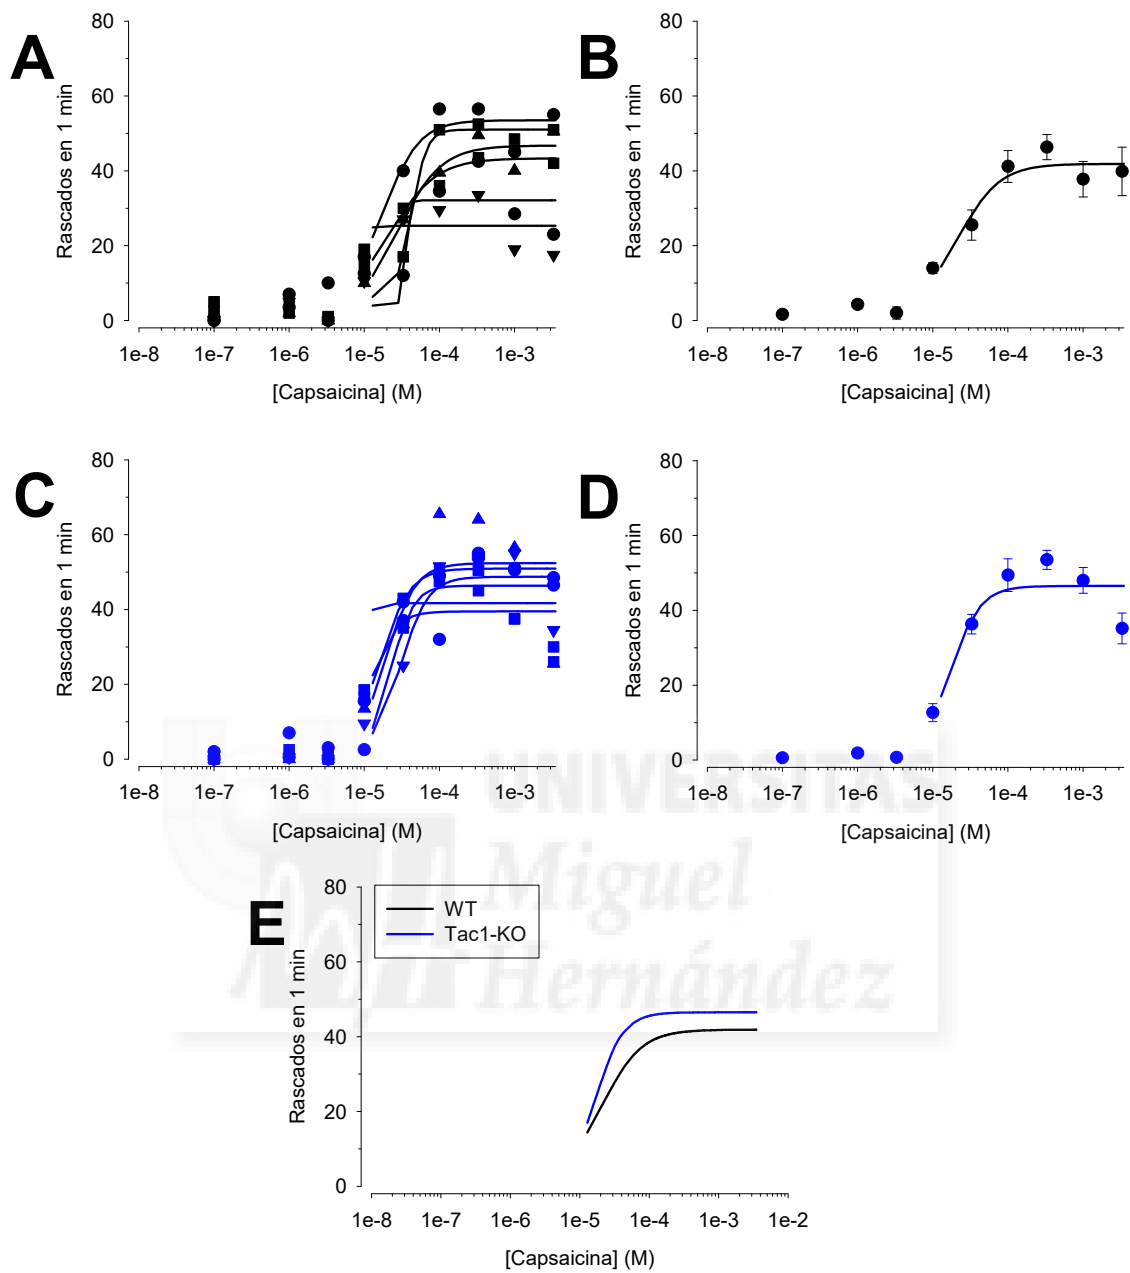 A
80
60
40
20
0
Rascados en 1 min
1e-8 1e-7 1e-6 1e-5 1e-4 1e-3
[Capsaicina] (M)
B
80
60
40
20
0
Rascados en 1 min
1e-8 1e-7 1e-6 1e-5 1e-4 1e-3
[Capsaicina] (M)
C
80
60
40
20
0
Rascados en 1 min
1e-8 1e-7 1e-6 1e-5 1e-4 1e-3
[Capsaicina] (M)
D
80
60
40
20
0
Rascados en 1 min
1e-8 1e-7 1e-6 1e-5 1e-4 1e-3
[Capsaicina] (M)
UNIVERSITAS
Miguel
Hernández
E
80
60
40
20
0
Rascados en 1 min
WT
Tac1-KO
1e-8 1e-7 1e-6 1e-5 1e-4 1e-3 1e-2
[Capsaicina] (M)